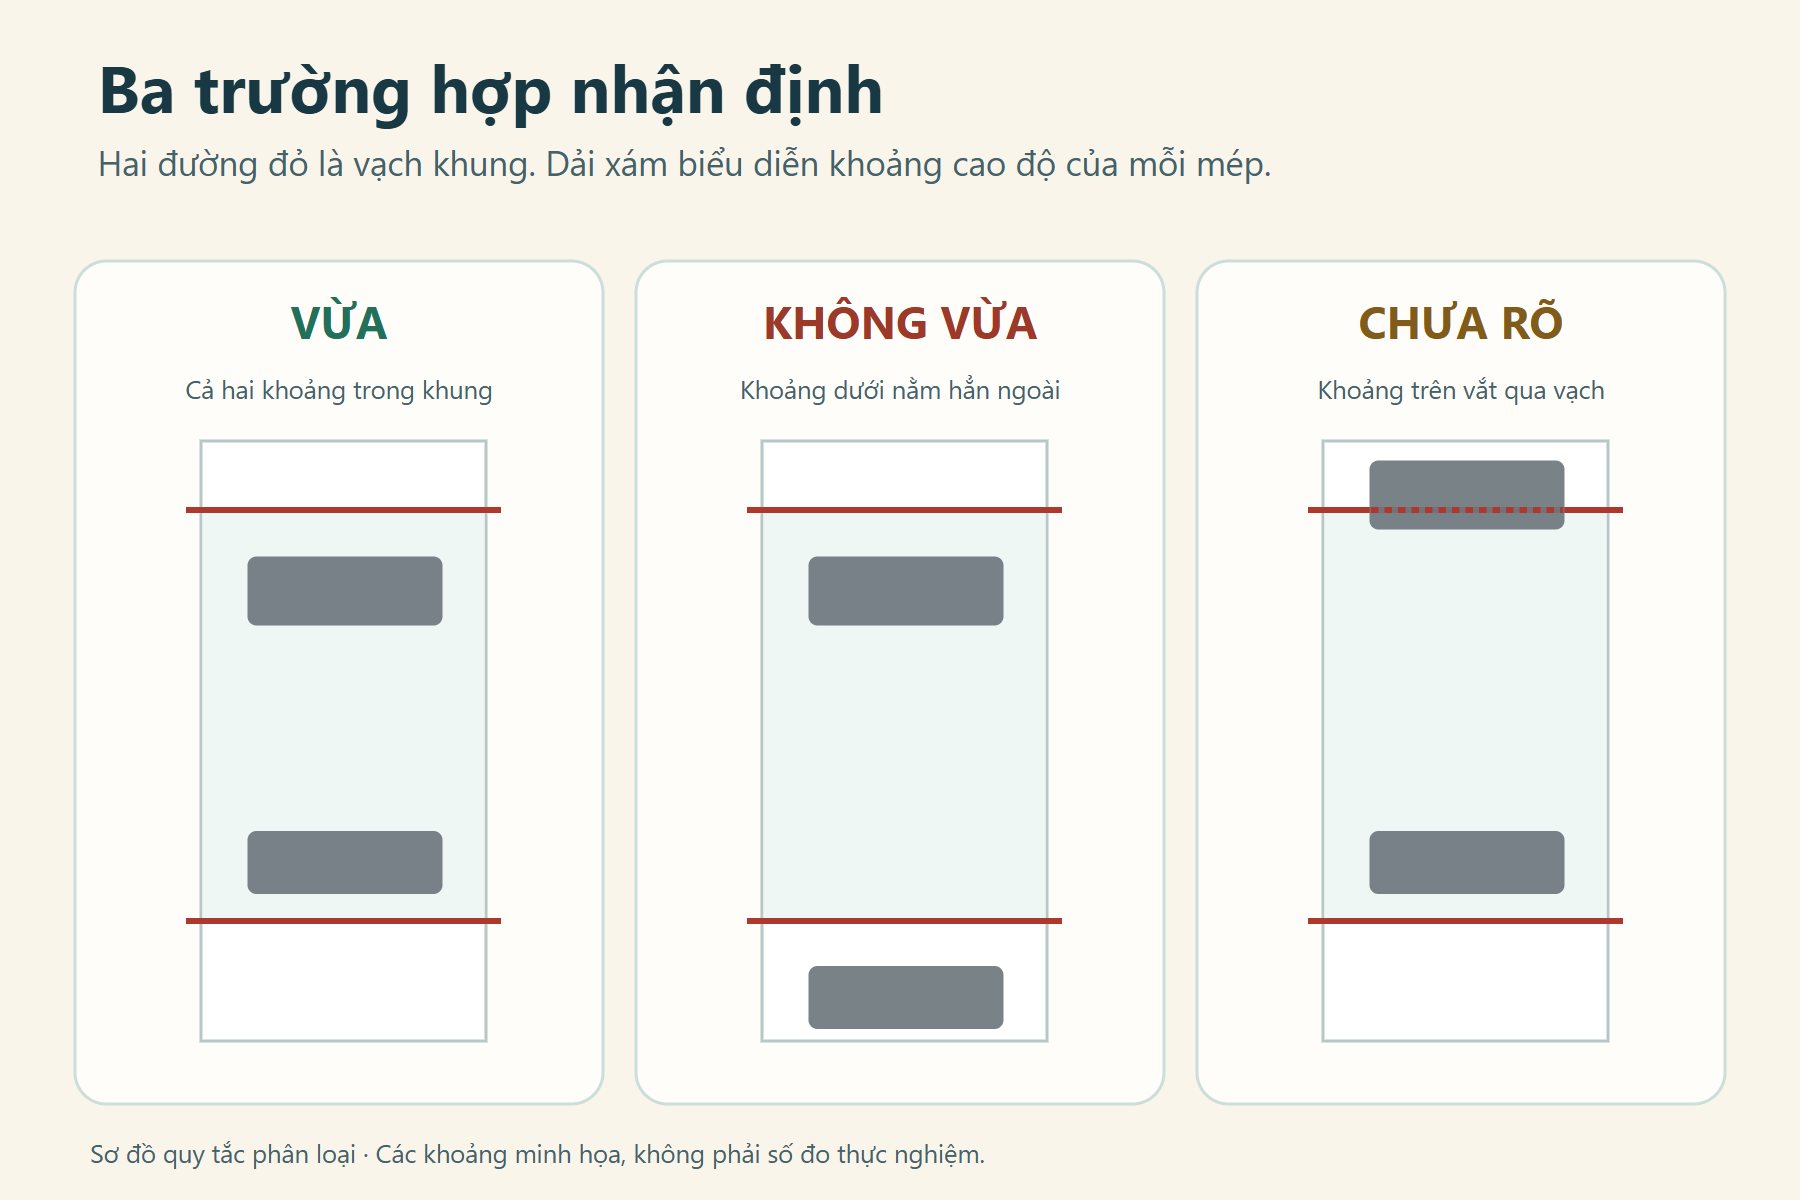 Ba trường hợp nhận định
Hai đường đỏ là vạch khung. Dải xám biểu diễn khoảng cao độ của mỗi mép.
VỪA
Cả hai khoảng trong khung
KHÔNG VỪA
Khoảng dưới nằm hẳn ngoài
CHƯA RÕ
Khoảng trên vắt qua vạch
Sơ đồ quy tắc phân loại · Các khoảng minh họa, không phải số đo thực nghiệm.